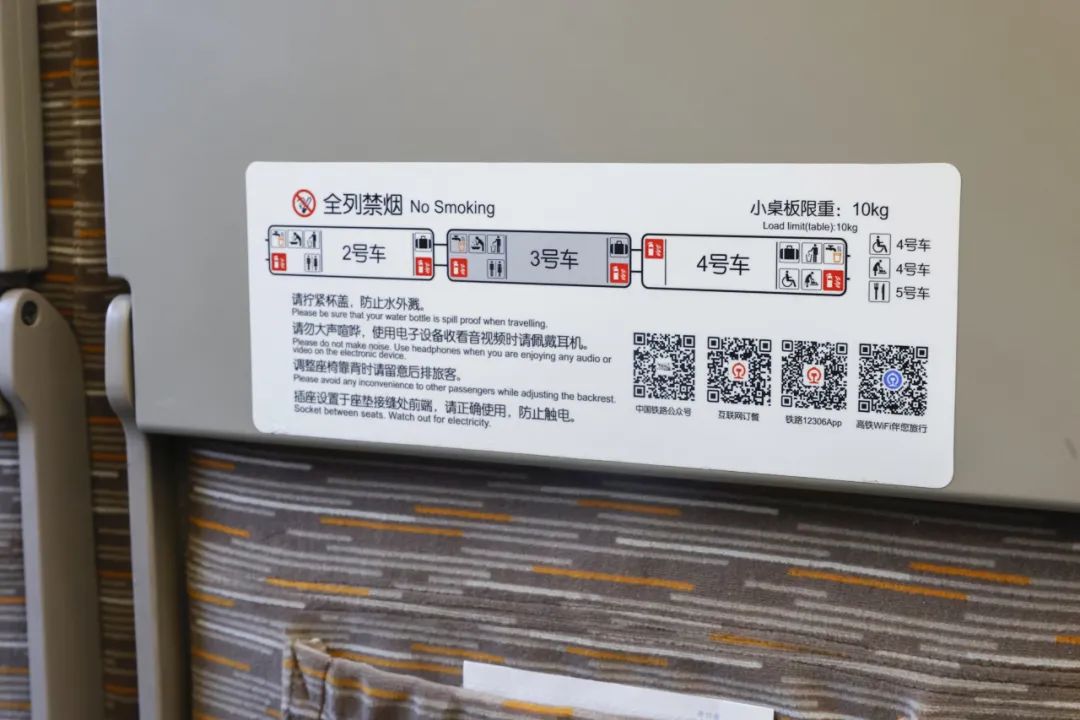 全列禁烟 No Smoking
小桌板限重：10kg
Load limit(table):10kg
2号车
3号车
4号车
4号车
4号车
5号车
请拧紧杯盖，防止水外溅。
Please be sure that your water bottle is spill proof when travelling.
请勿大声喧哗，使用电子设备收看音视频时请佩戴耳机。
Please do not make noise. Use headphones when you are enjoying any audio or
video on the electronic device.
调整座椅靠背时请留意后排旅客。
Please avoid any inconvenience to other passengers while adjusting the backrest.
插座设置于座垫接缝处前端，请正确使用，防止触电。
Socket between seats. Watch out for electricity.
中国铁路公众号
互联网订餐
铁路12306App
高铁WiFi伴您旅行